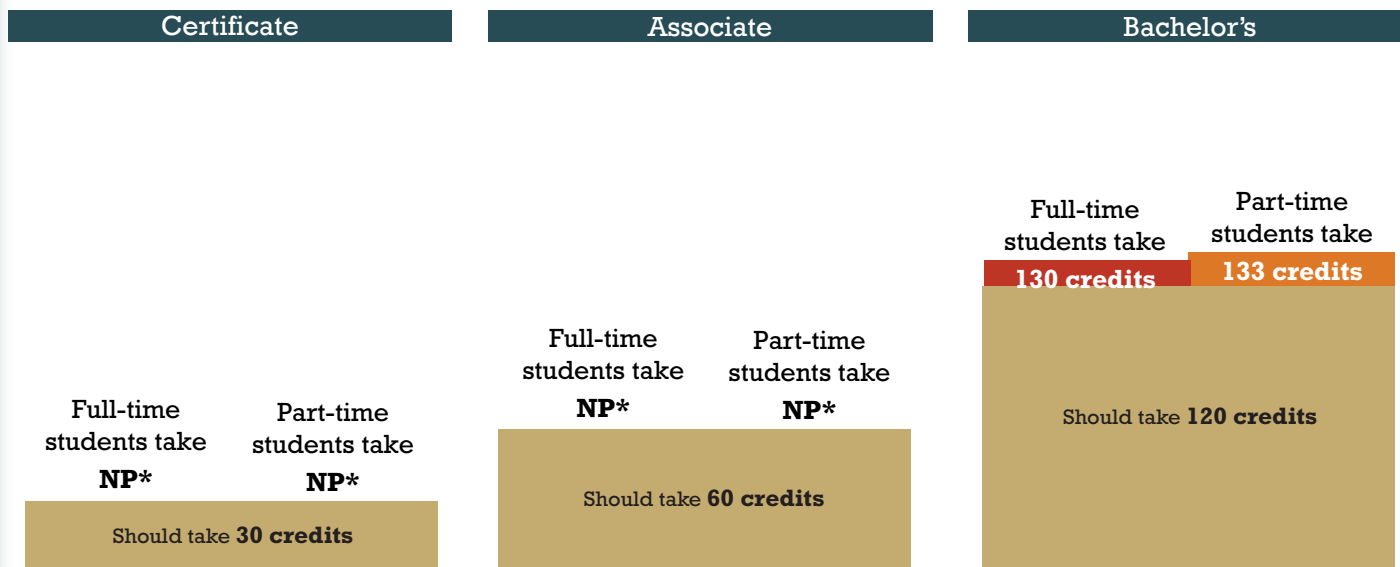 Certificate
Full-time
students take
NP*
Part-time
students take
NP*
Should take 30 credits
Associate
Full-time
students take
NP*
Part-time
students take
NP*
Should take 60 credits
Bachelor's
Full-time
students take
130 credits
Part-time
students take
133 credits
Should take 120 credits